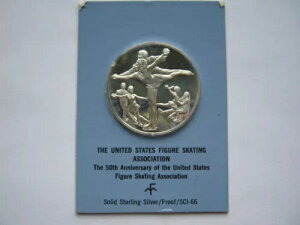 THE UNITED STATES FIGURE SKATING
ASSOCIATION
The 50th Anniversary of the United States
Figure Skating Association
Solid Sterling Silver/Proof/SCI-66